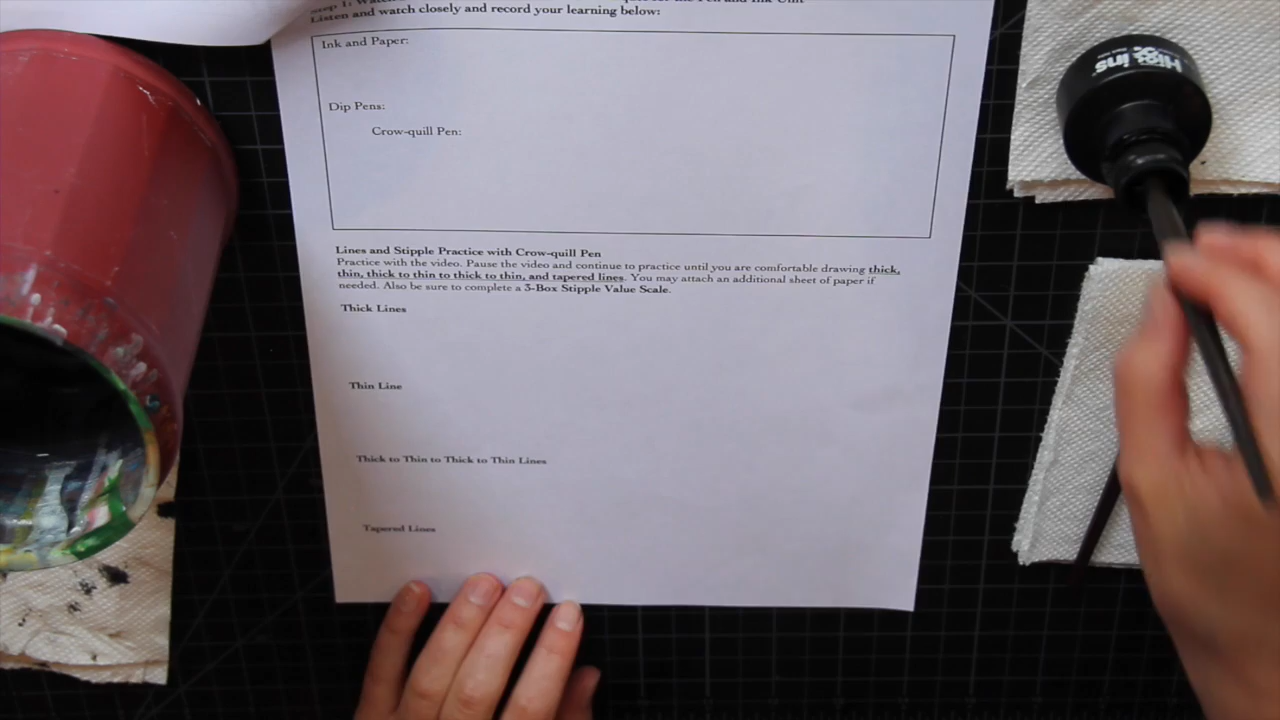 Listen and watch closely and record your learning below:
Ink and Paper:
Dip Pens:
Crow-quill Pen:
Lines and Stipple Practice with Crow-quill Pen
Practice with the video. Pause the video and continue to practice until you are comfortable drawing thick,
thin, thick to thin to thick to thin, and tapered lines. You may attach an additional sheet of paper if
needed. Also be sure to complete a 3-Box Stipple Value Scale.
Thick Lines
Thin Line
Thick to Thin to Thick to Thin Lines
Tapered Lines
Higgins